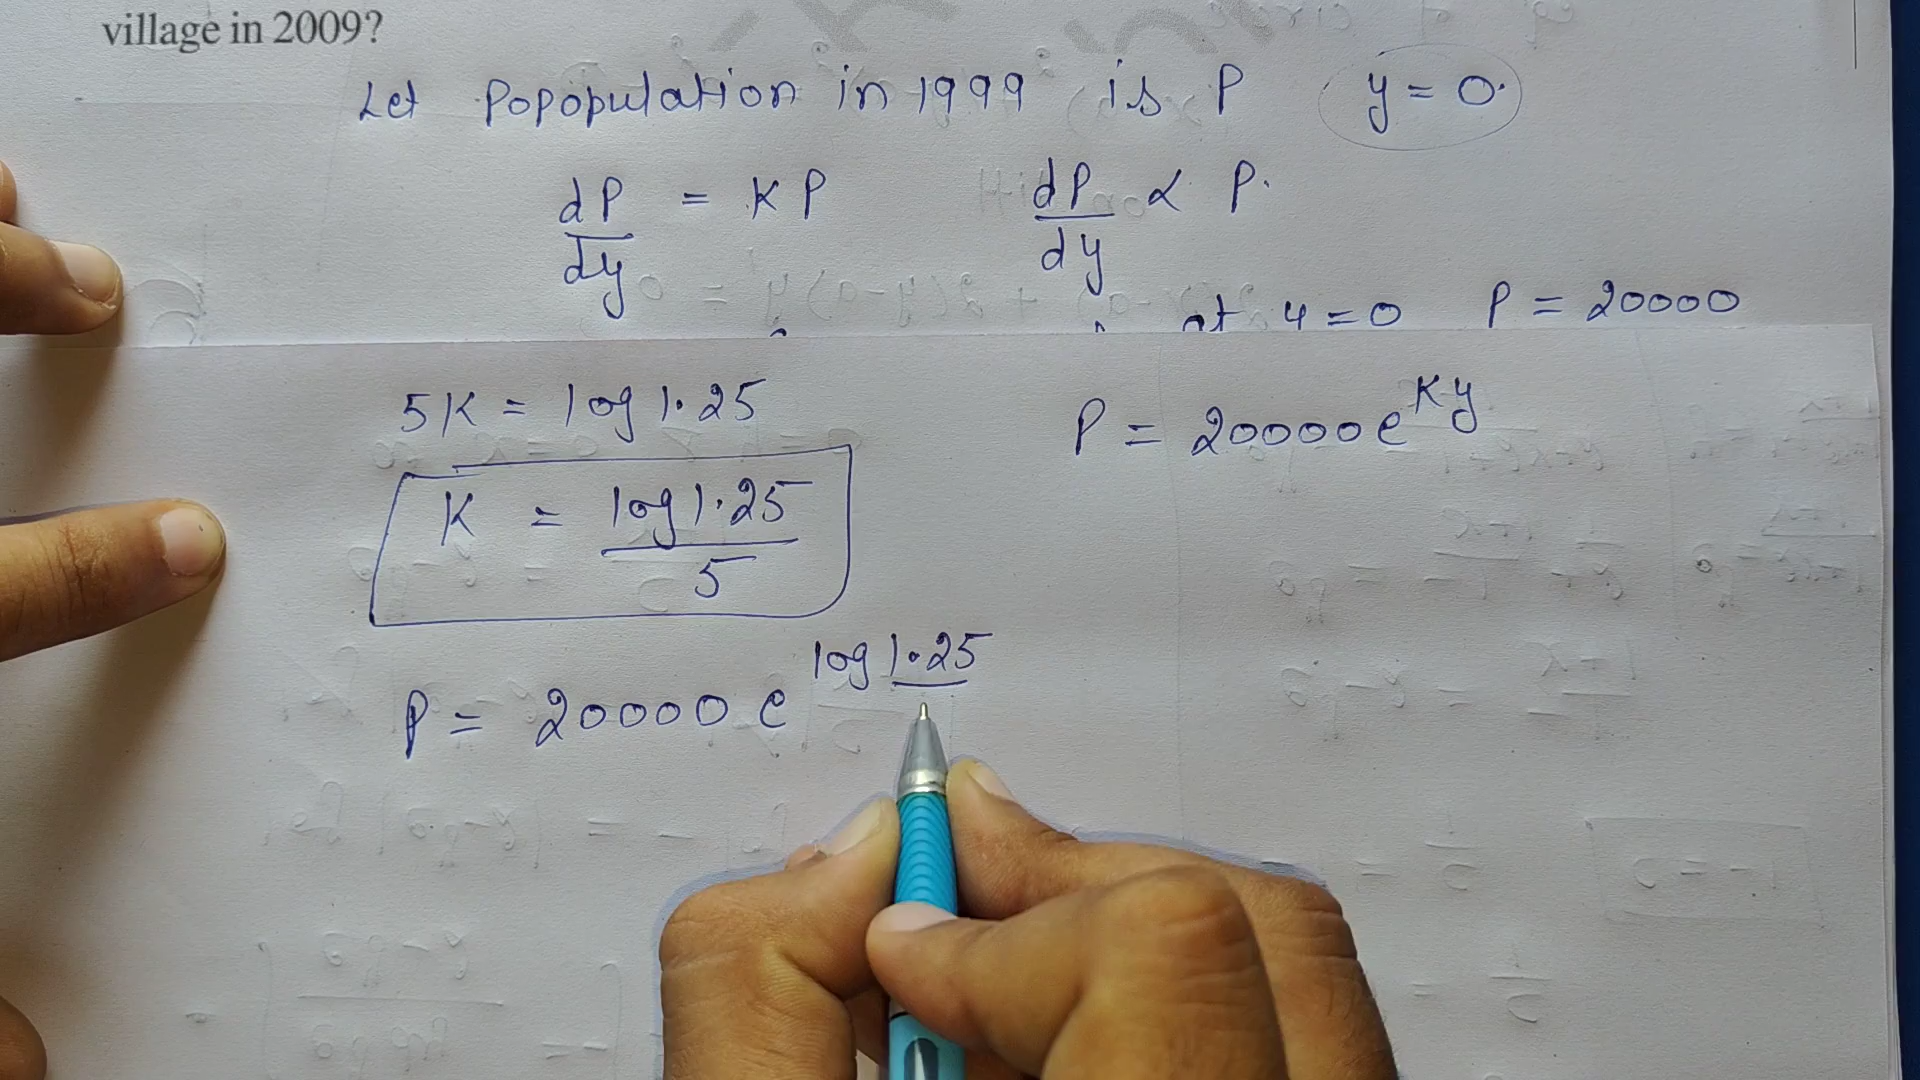 village in 2009?
Let Popopulation in 1999 is P y = 0.
dP/dy = KP dP/dy ∝ P.
at y = 0 P = 20000
5K = log 1.25
P = 20000 e^Ky
K = log 1.25 / 5
P = 20000 e^log 1.25